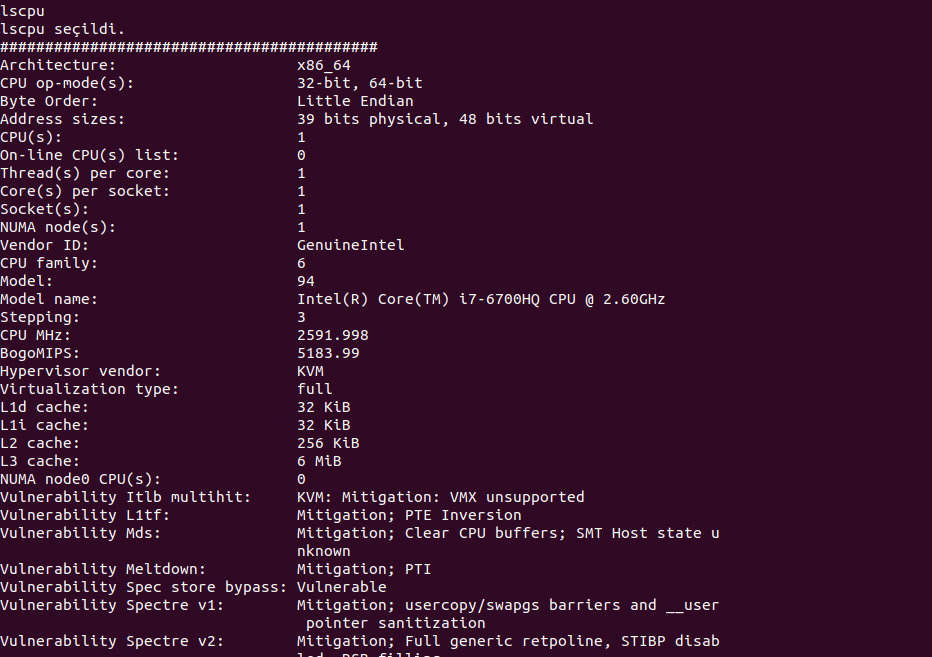 lscpu
lscpu seçildi.
##########################################
Architecture: x86_64
CPU op-mode(s): 32-bit, 64-bit
Byte Order: Little Endian
Address sizes: 39 bits physical, 48 bits virtual
CPU(s): 1
On-line CPU(s) list: 0
Thread(s) per core: 1
Core(s) per socket: 1
Socket(s): 1
NUMA node(s): 1
Vendor ID: GenuineIntel
CPU family: 6
Model: 94
Model name: Intel(R) Core(TM) i7-6700HQ CPU @ 2.60GHz
Stepping: 3
CPU MHz: 2591.998
BogoMIPS: 5183.99
Hypervisor vendor: KVM
Virtualization type: full
L1d cache: 32 KiB
L1i cache: 32 KiB
L2 cache: 256 KiB
L3 cache: 6 MiB
NUMA node0 CPU(s): 0
Vulnerability Itlb multihit: KVM: Mitigation: VMX unsupported
Vulnerability L1tf: Mitigation; PTE Inversion
Vulnerability Mds: Mitigation; Clear CPU buffers; SMT Host state u
nknown
Vulnerability Meltdown: Mitigation; PTI
Vulnerability Spec store bypass: Vulnerable
Vulnerability Spectre v1: Mitigation; usercopy/swapgs barriers and __user
pointer sanitization
Vulnerability Spectre v2: Mitigation; Full generic retpoline, STIBP disab
led, RSB filling